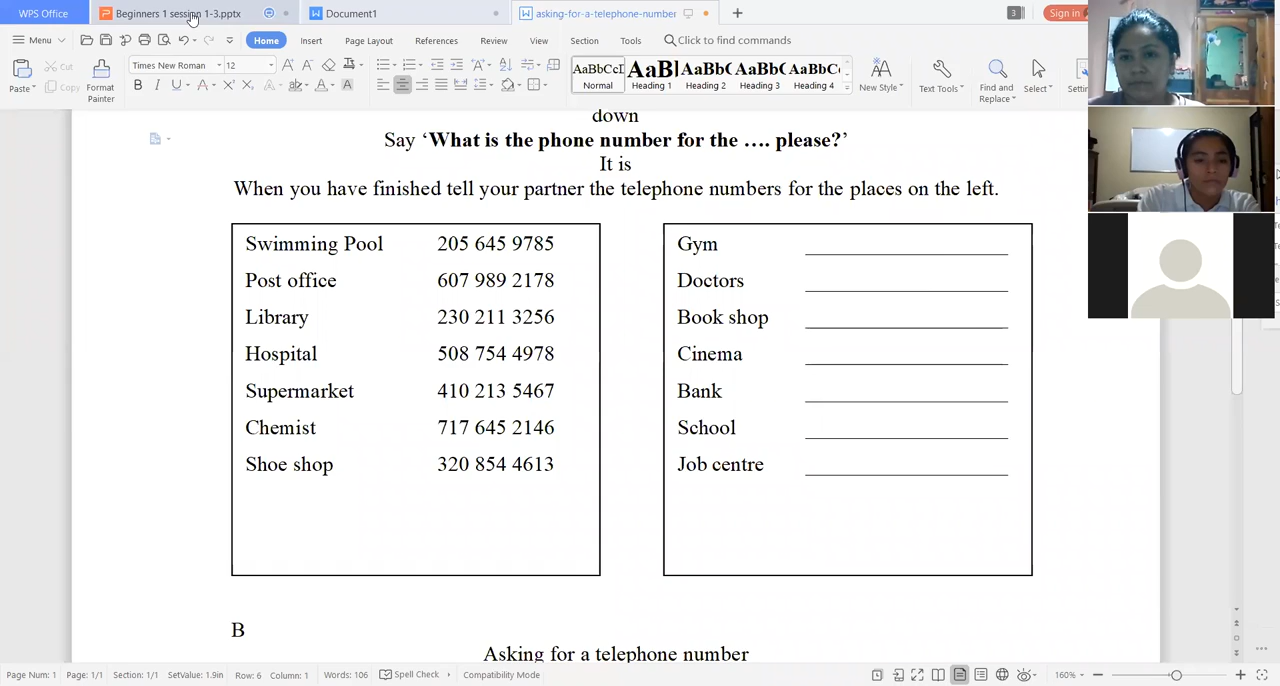 WPS Office
Beginners 1 session 1-3.pptx
Document1
asking-for-a-telephone-number
3
Sign in
Menu
Home
Insert
Page Layout
References
Review
View
Section
Tools
Click to find commands
Paste
Cut
Copy
Format Painter
Times New Roman
12
AaBbCcD
Normal
AaBl
Heading 1
AaBb(
Heading 2
AaBbC
Heading 3
AaBbC
Heading 4
New Style
Text Tools
Find and Replace
Select
Settin
down
Say ‘What is the phone number for the …. please?’
It is
When you have finished tell your partner the telephone numbers for the places on the left.
Swimming Pool 205 645 9785
Post office 607 989 2178
Library 230 211 3256
Hospital 508 754 4978
Supermarket 410 213 5467
Chemist 717 645 2146
Shoe shop 320 854 4613
Gym
Doctors
Book shop
Cinema
Bank
School
Job centre
B
Asking for a telephone number
Page Num: 1
Page: 1/1
Section: 1/1
SetValue: 1.9in
Row: 6
Column: 1
Words: 106
Spell Check
Compatibility Mode
160%